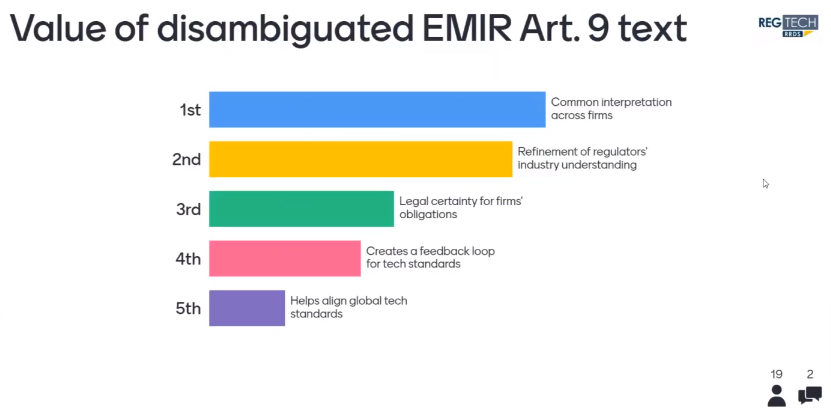 Value of disambiguated EMIR Art. 9 text
REGTECH
RRDS
1st
Common interpretation
across firms
2nd
Refinement of regulators'
industry understanding
3rd
Legal certainty for firms'
obligations
4th
Creates a feedback loop
for tech standards
5th
Helps align global tech
standards
19 2